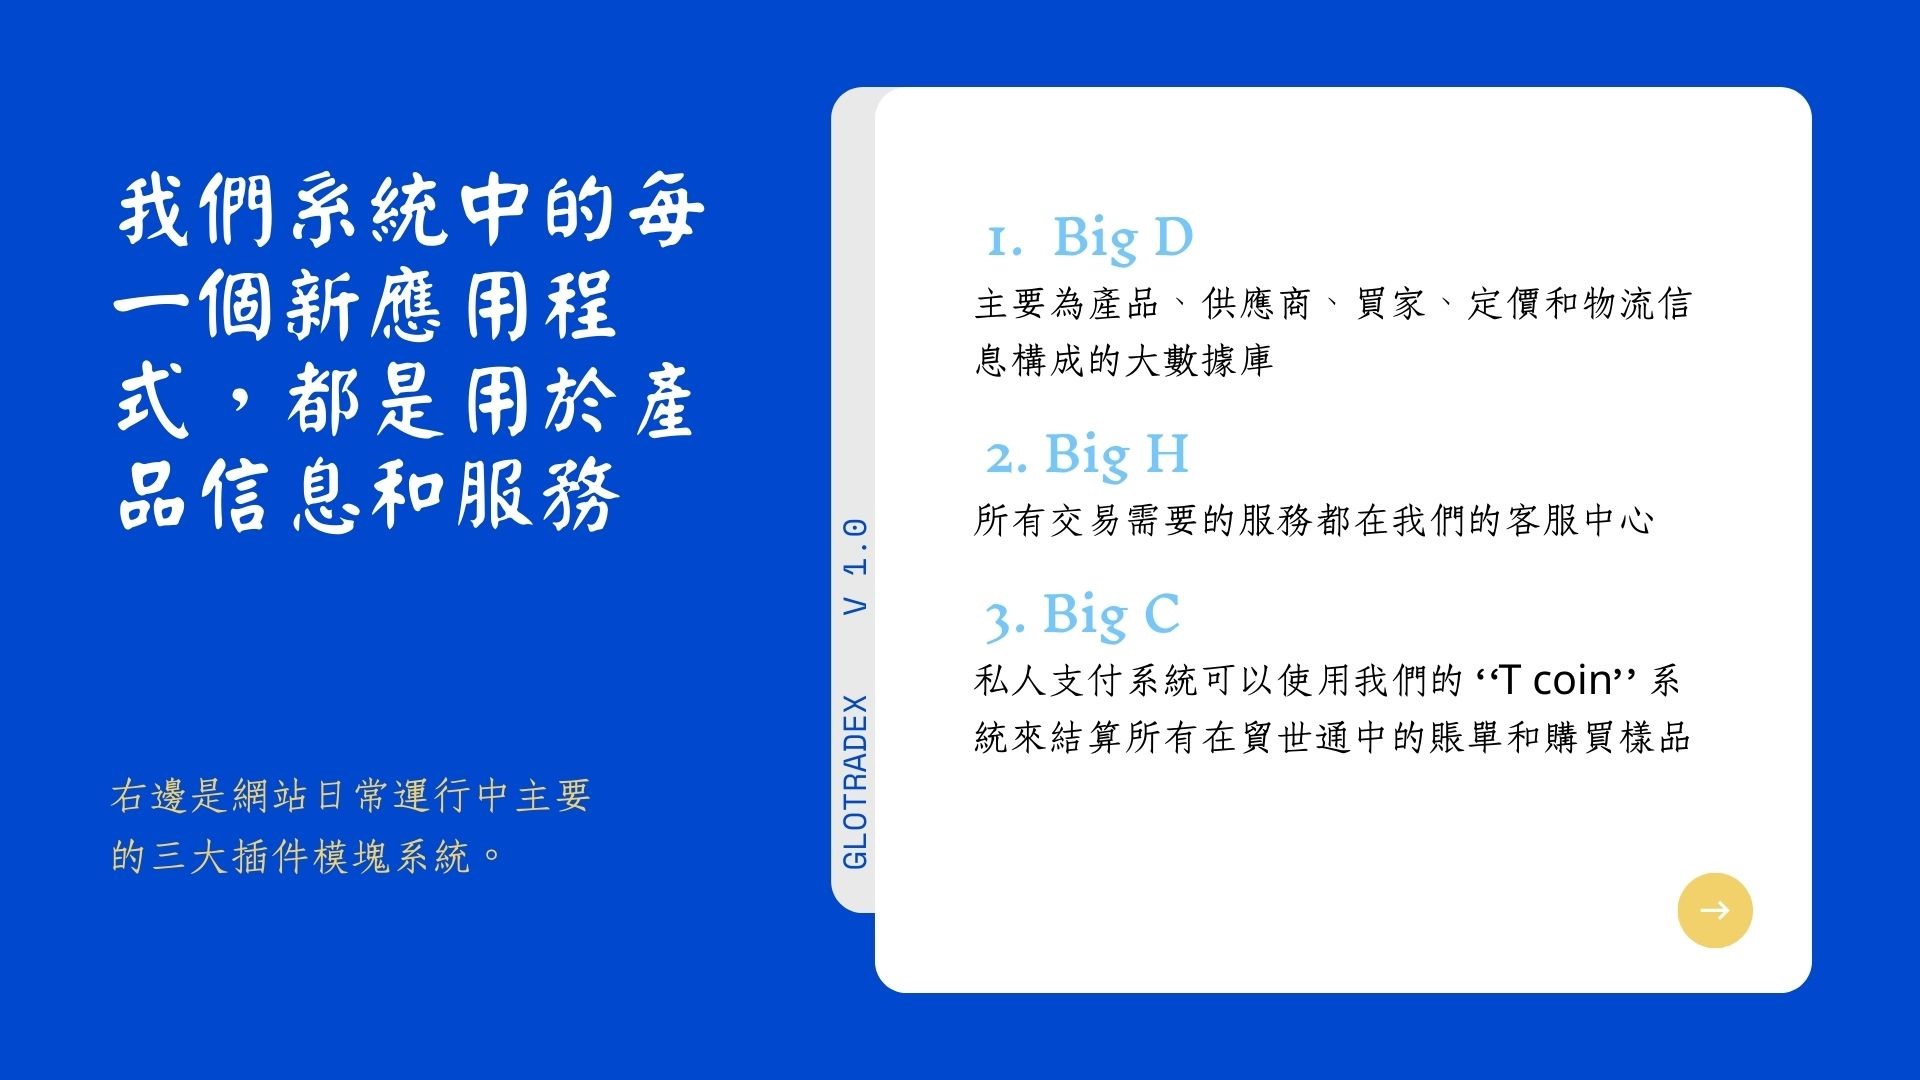 我們系統中的每
一個新應用程
式，都是用於產
品信息和服務
右邊是網站日常運行中主要
的三大插件模塊系統。
GLOTRADEX V 1.0
1. Big D
主要為產品、供應商、買家、定價和物流信
息構成的大數據庫
2. Big H
所有交易需要的服務都在我們的客服中心
3. Big C
私人支付系統可以使用我們的 “T coin” 系
統來結算所有在貿世通中的賬單和購買樣品
→